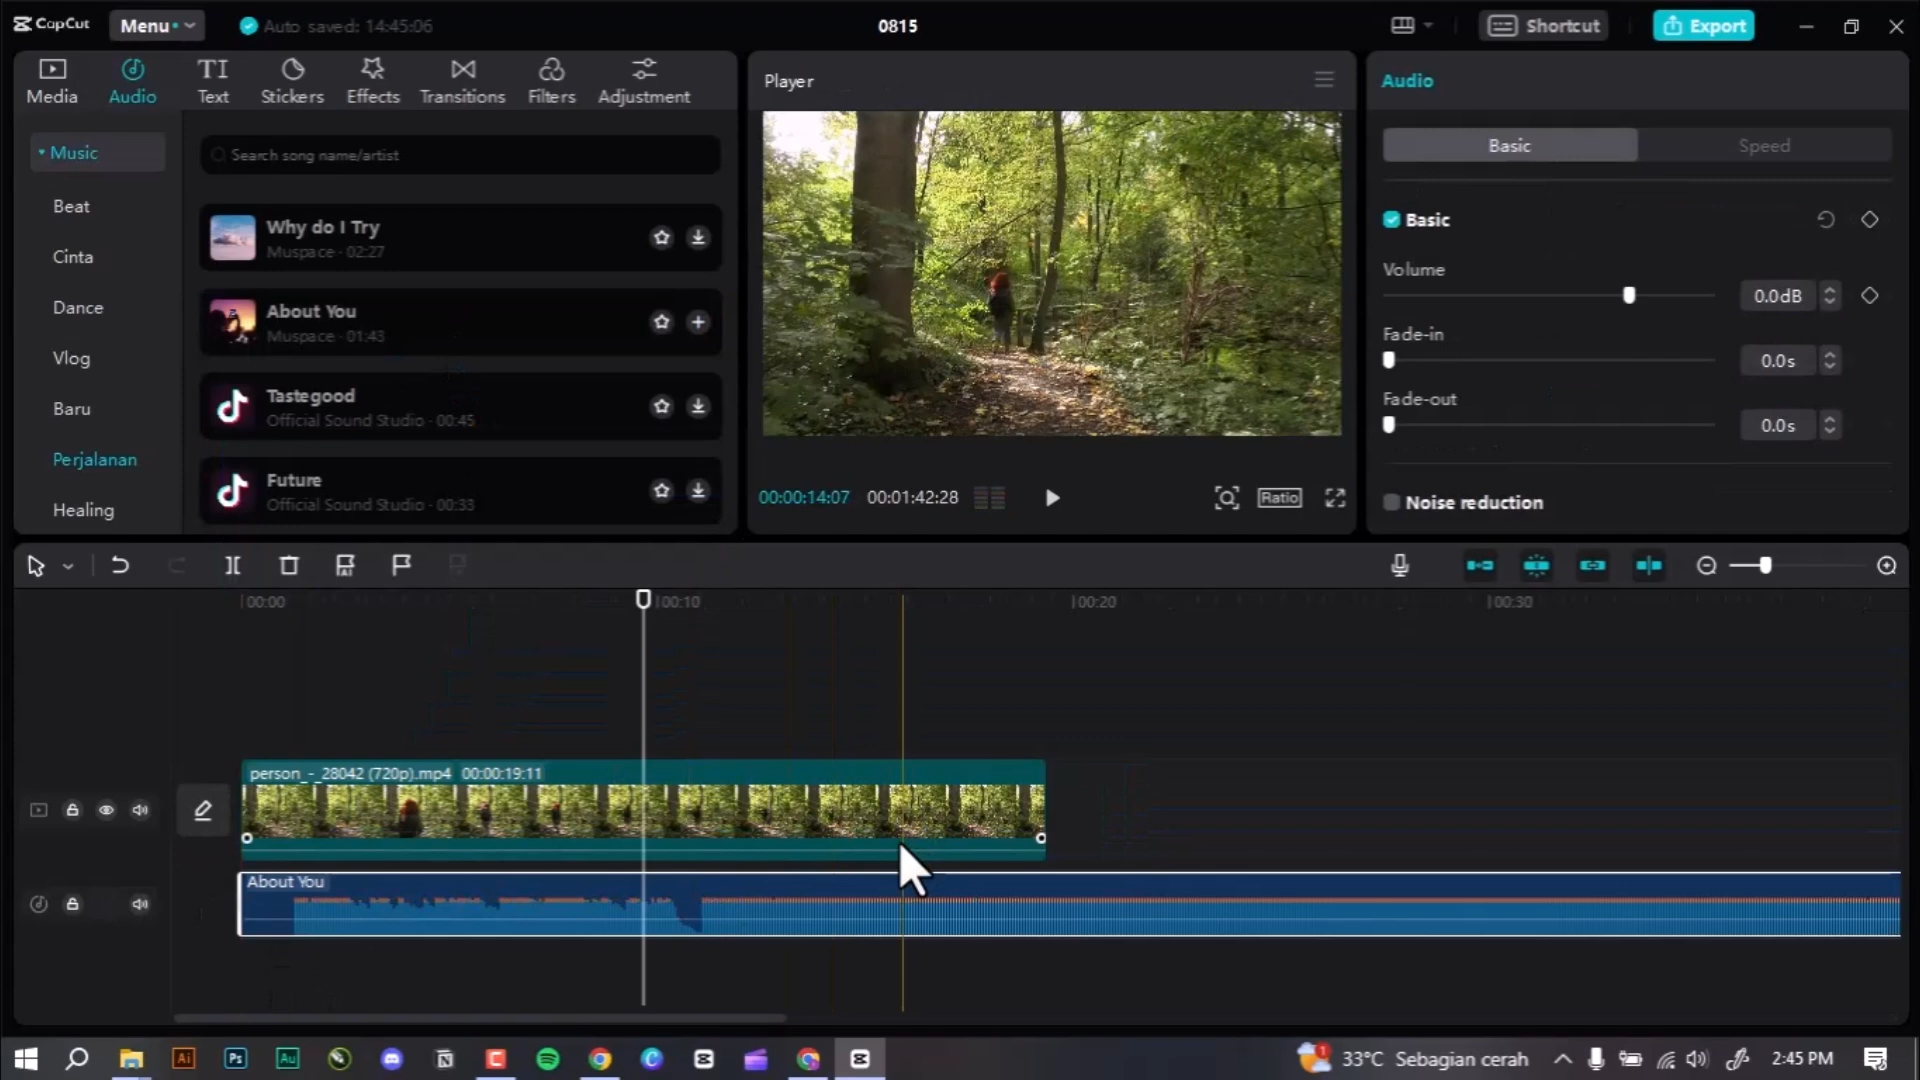 CapCut
Menu
Auto saved: 14:45:06
0815
Shortcut
Export
Media
Audio
Text
Stickers
Effects
Transitions
Filters
Adjustment
Music
Beat
Cinta
Dance
Vlog
Baru
Perjalanan
Healing
Search song name/artist
Why do I Try
Muspace · 02:27
About You
Muspace · 01:43
Tastegood
Official Sound Studio · 00:45
Future
Official Sound Studio · 00:33
Player
00:00:14:07
00:01:42:28
Ratio
Audio
Basic
Speed
Basic
Volume
0.0dB
Fade-in
0.0s
Fade-out
0.0s
Noise reduction
00:00
00:10
00:20
00:30
person_-_28042 (720p).mp4 00:00:19:11
About You
Ai
Ps
Au
1
33°C Sebagian cerah
2:45 PM